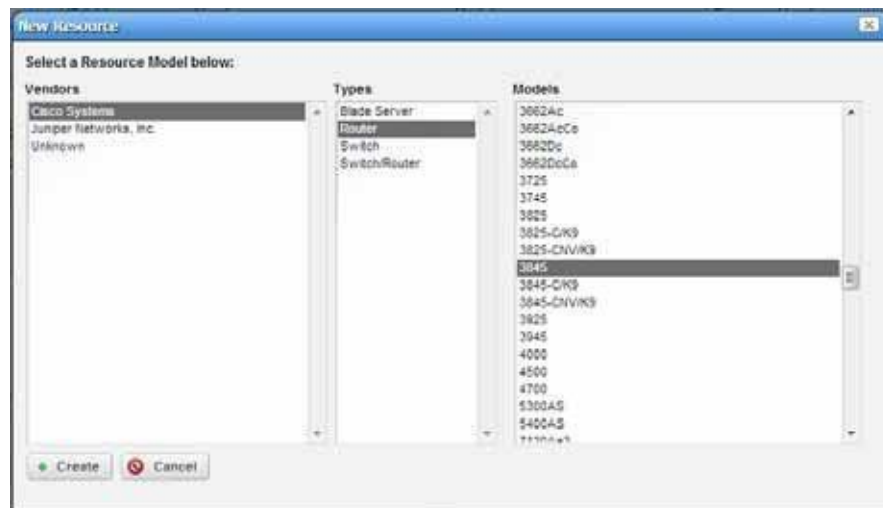 New Resource
Select a Resource Model below:
Vendors
Cisco Systems
Juniper Networks, Inc.
Unknown
Types
Blade Server
Router
Switch
Switch/Router
Models
3662Ac
3662AcCo
3662Dc
3662DcCo
3725
3745
3825
3825-C/K9
3825-CNV/K9
3845
3845-C/K9
3845-CNV/K9
3925
3945
4000
4500
4700
5300AS
5400AS
Create
Cancel